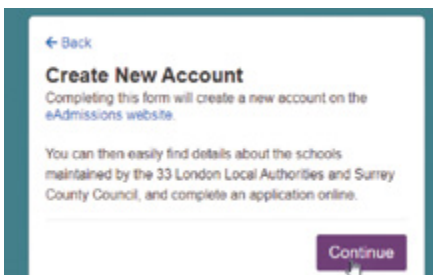 ← Back
Create New Account
Completing this form will create a new account on the
eAdmissions website.
You can then easily find details about the schools
maintained by the 33 London Local Authorities and Surrey
County Council, and complete an application online.
Continue